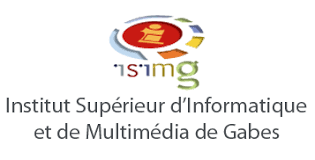 isimg
Institut Supérieur d'Informatique
et de Multimédia de Gabes